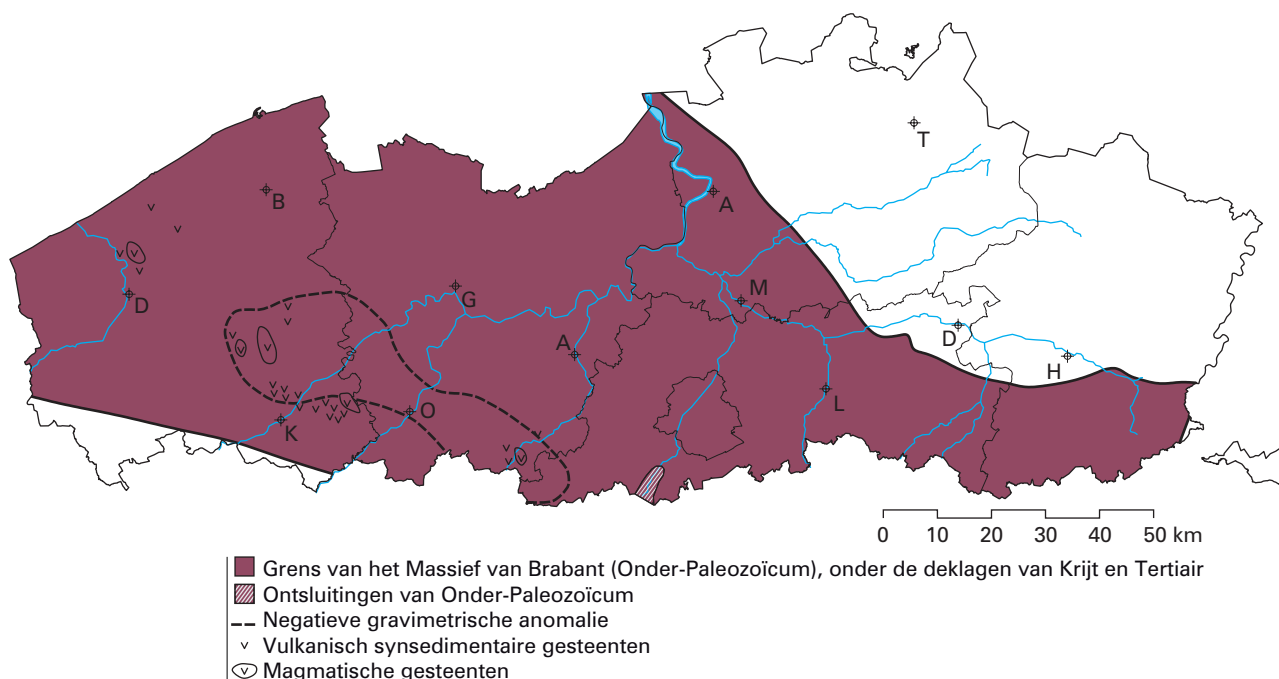 T
B
A
D
G
M
A
D
H
O
L
K
0 10 20 30 40 50 km
Grens van het Massief van Brabant (Onder-Paleozoïcum), onder de deklagen van Krijt en Tertiair
Ontsluitingen van Onder-Paleozoïcum
Negatieve gravimetrische anomalie
Vulkanisch synsedimentaire gesteenten
Magmatische gesteenten